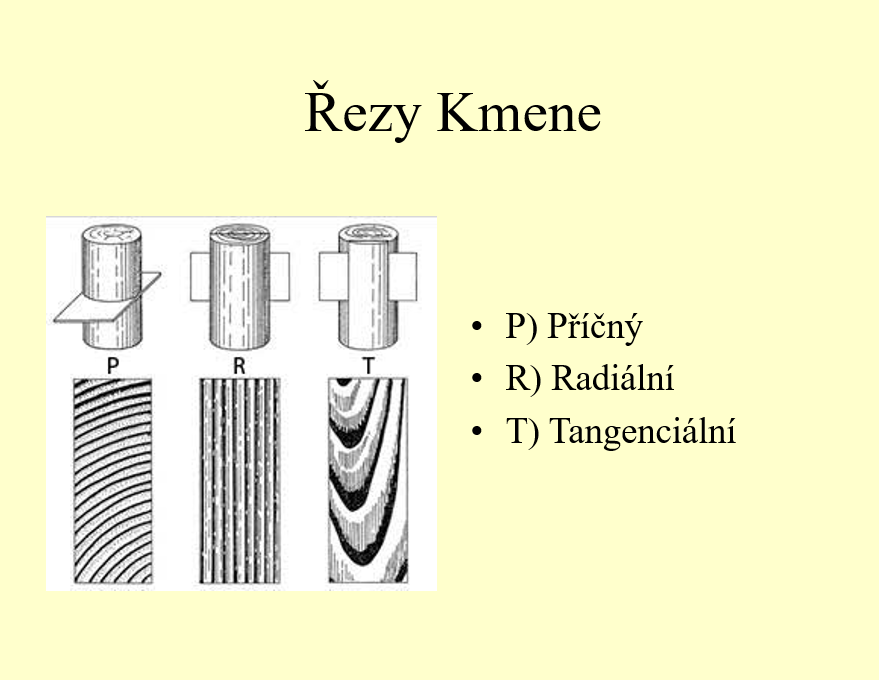 Řezy Kmene
P R T
• P) Příčný
• R) Radiální
• T) Tangenciální